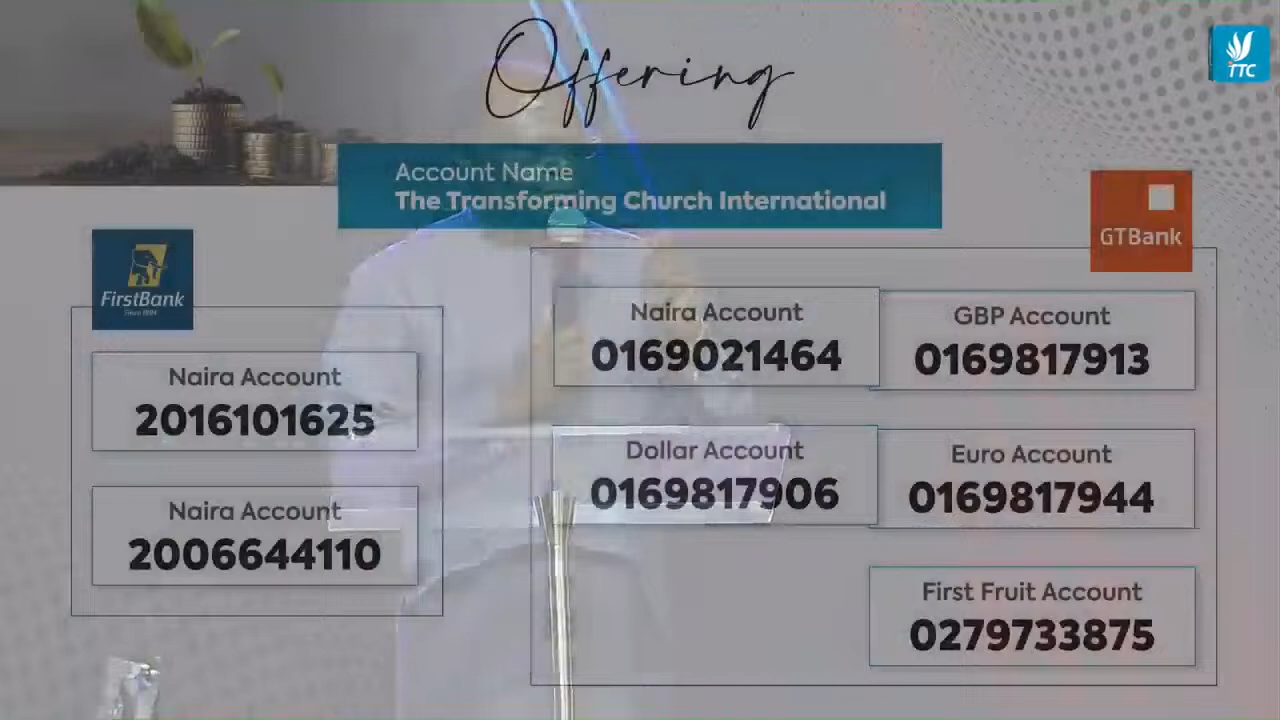 Offering
TTC
Account Name
The Transforming Church International
FirstBank
Since 1894
Naira Account
2016101625
Naira Account
2006644110
GTBank
Naira Account
0169021464
GBP Account
0169817913
Dollar Account
0169817906
Euro Account
0169817944
First Fruit Account
0279733875